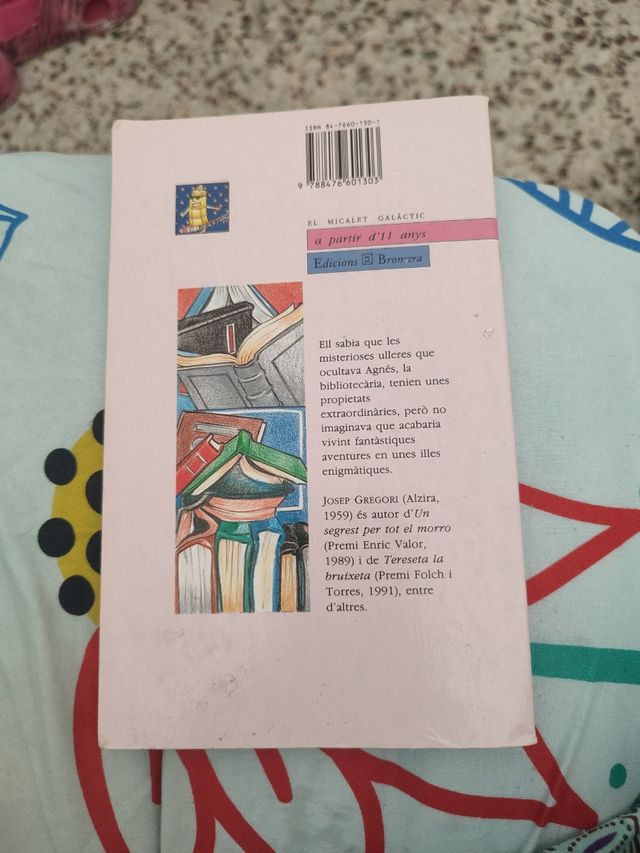 ISBN 84-7660-130-1
9 788476 601303
EL MICALET GALÀCTIC
a partir d'11 anys
Edicions Bromera
Ell sabia que les
misterioses ulleres que
ocultava Agnés, la
bibliotecària, tenien unes
propietats
extraordinàries, però no
imaginava que acabaria
vivint fantàstiques
aventures en unes illes
enigmàtiques.
JOSEP GREGORI (Alzira,
1959) és autor d'Un
segrest per tot el morro
(Premi Enric Valor,
1989) i de Tereseta la
bruixeta (Premi Folch i
Torres, 1991), entre
d'altres.